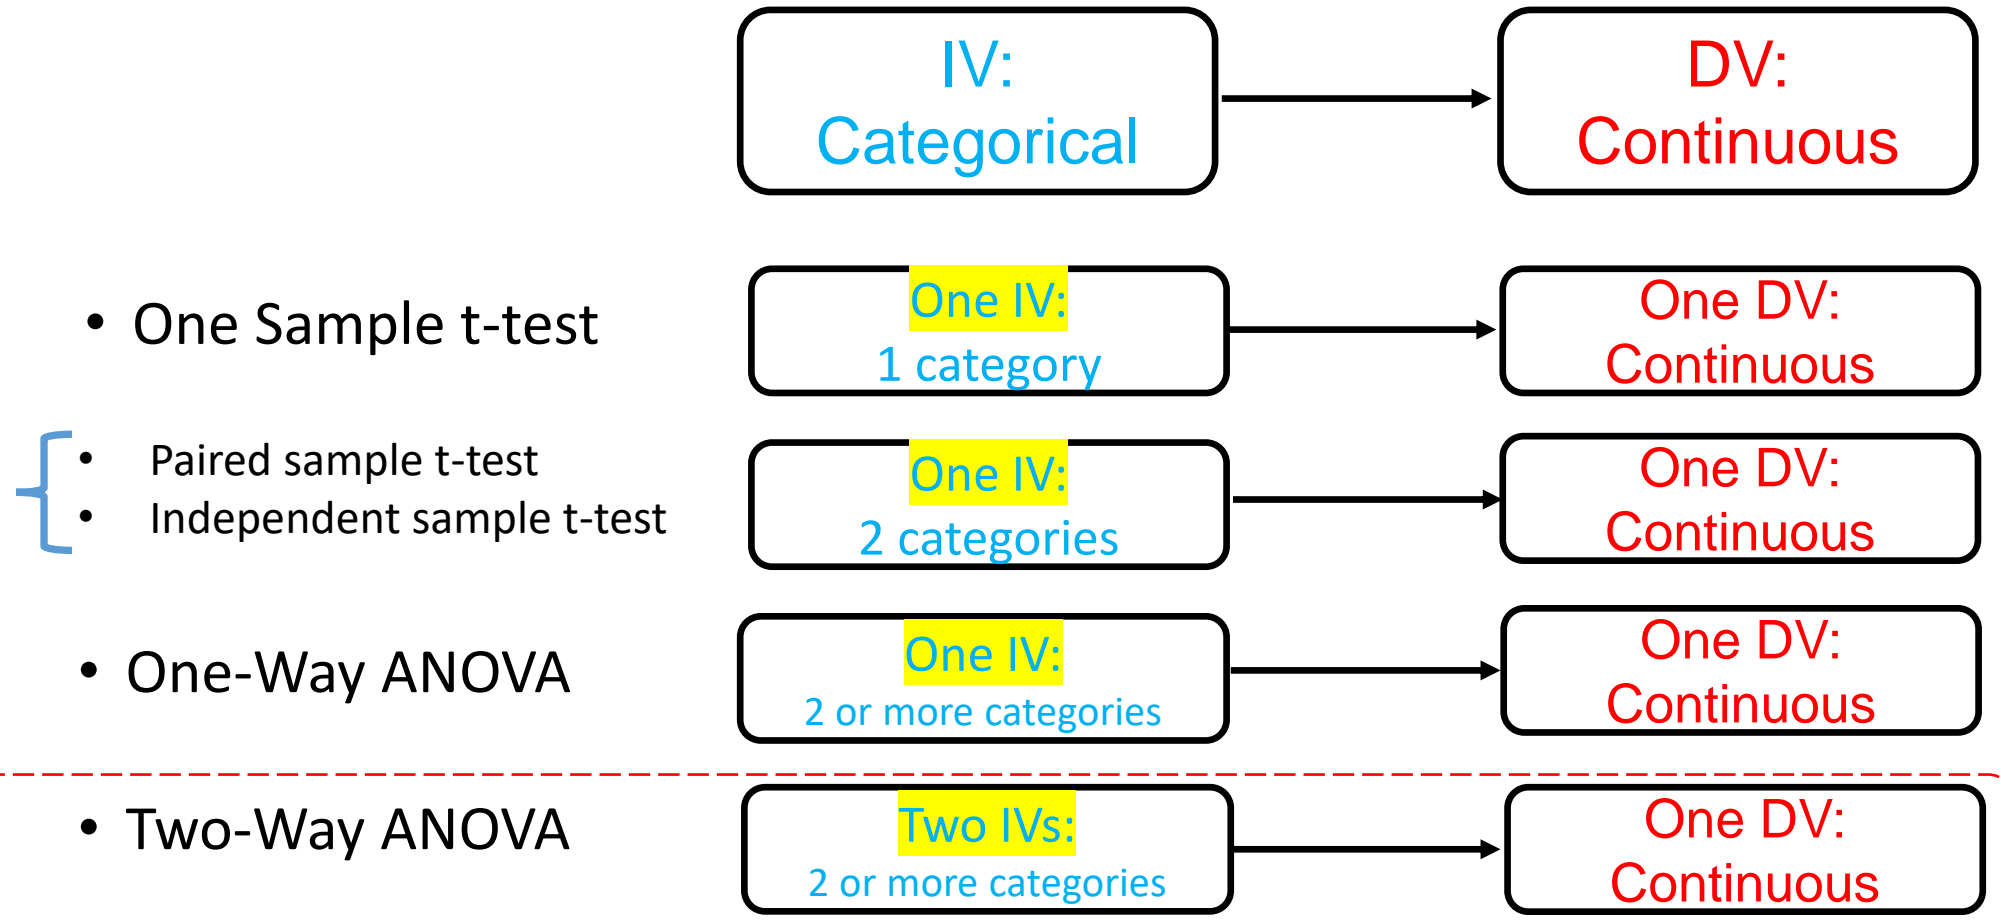 IV:
Categorical
DV:
Continuous
• One Sample t-test
One IV:
1 category
One DV:
Continuous
• Paired sample t-test
• Independent sample t-test
One IV:
2 categories
One DV:
Continuous
• One-Way ANOVA
One IV:
2 or more categories
One DV:
Continuous
• Two-Way ANOVA
Two IVs:
2 or more categories
One DV:
Continuous